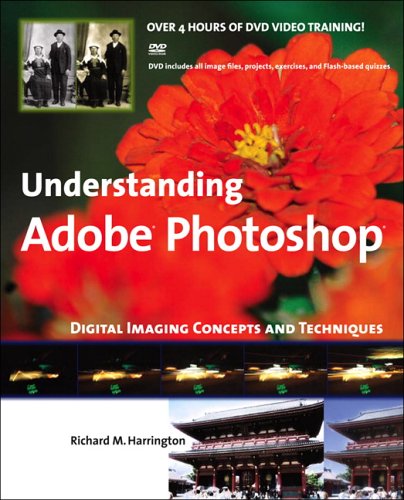 OVER 4 HOURS OF DVD VIDEO TRAINING!
DVD
DVD includes all image files, projects, exercises, and Flash-based quizzes
Understanding
Adobe® Photoshop®
DIGITAL IMAGING CONCEPTS AND TECHNIQUES
Richard M. Harrington